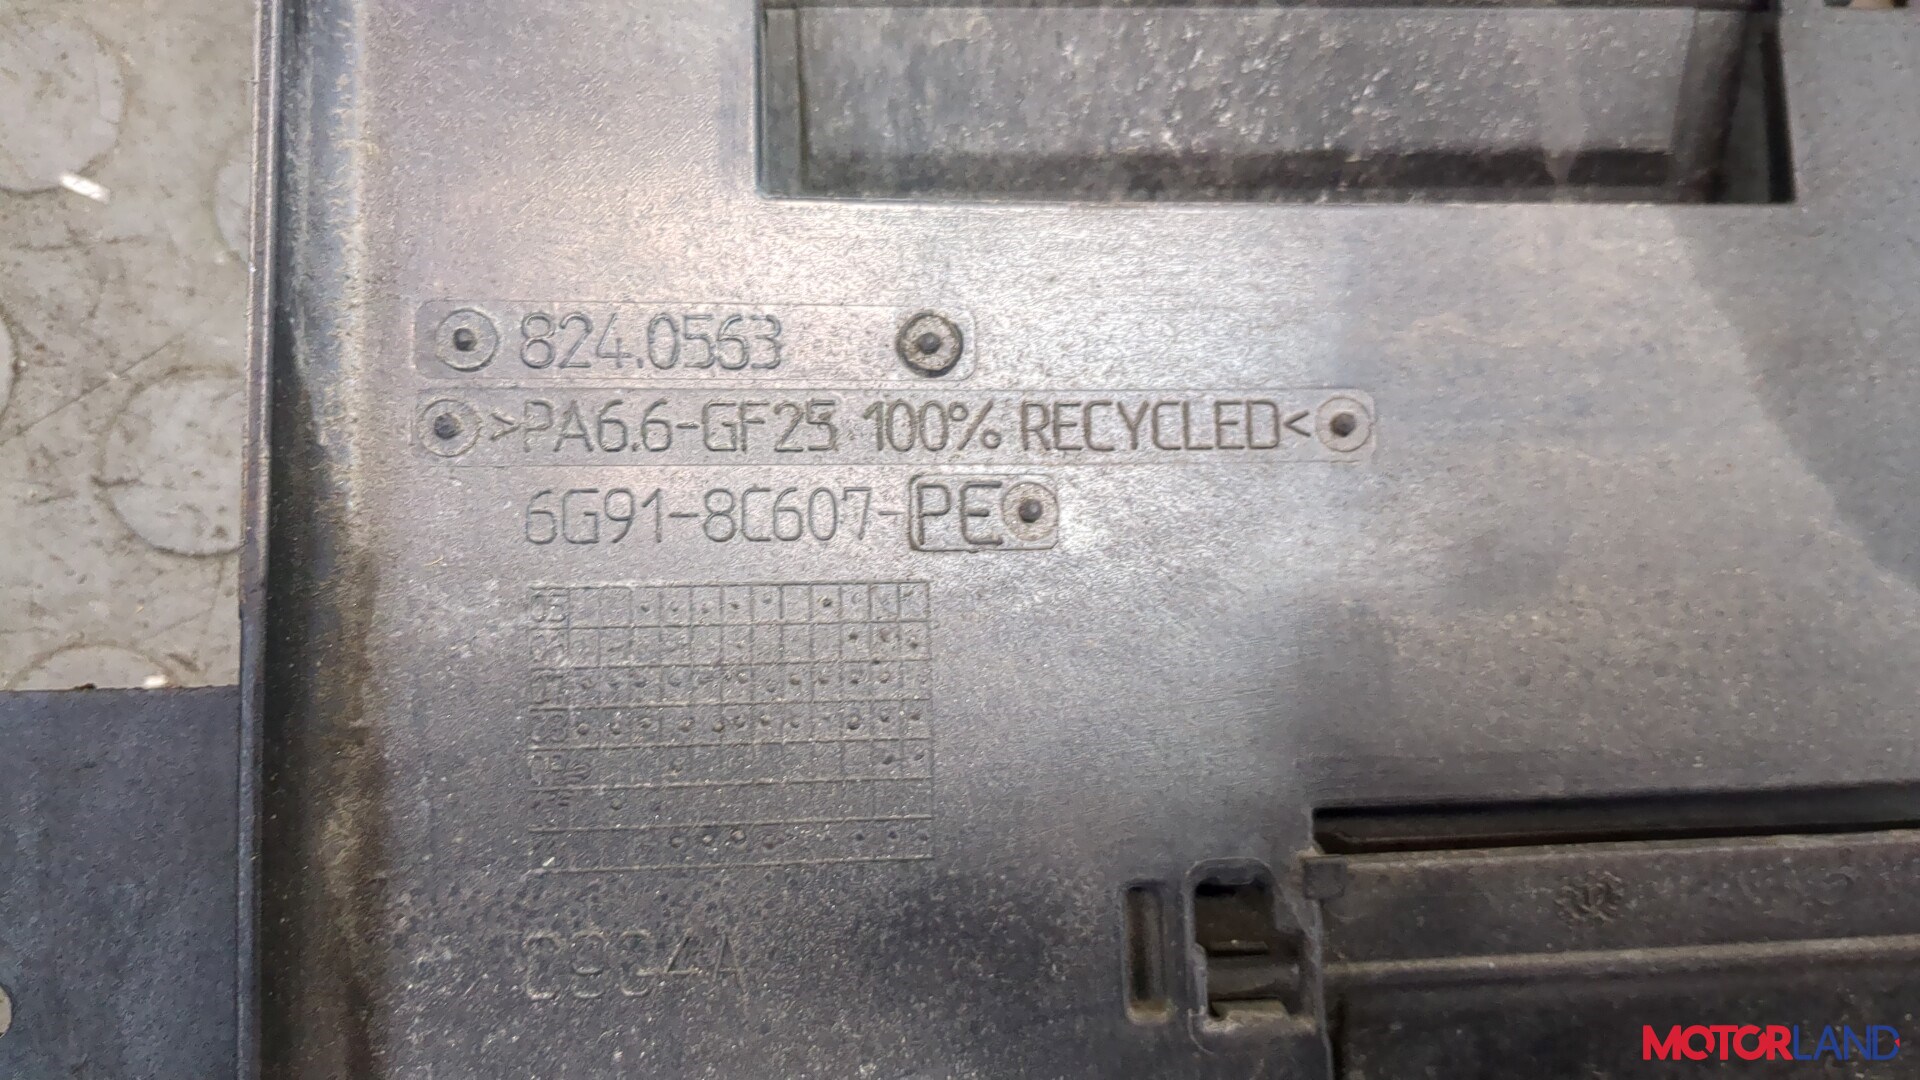 824.0563
>PA6.6-GF25 100% RECYCLED<
6G91-8C607-PE
MOTORLAND